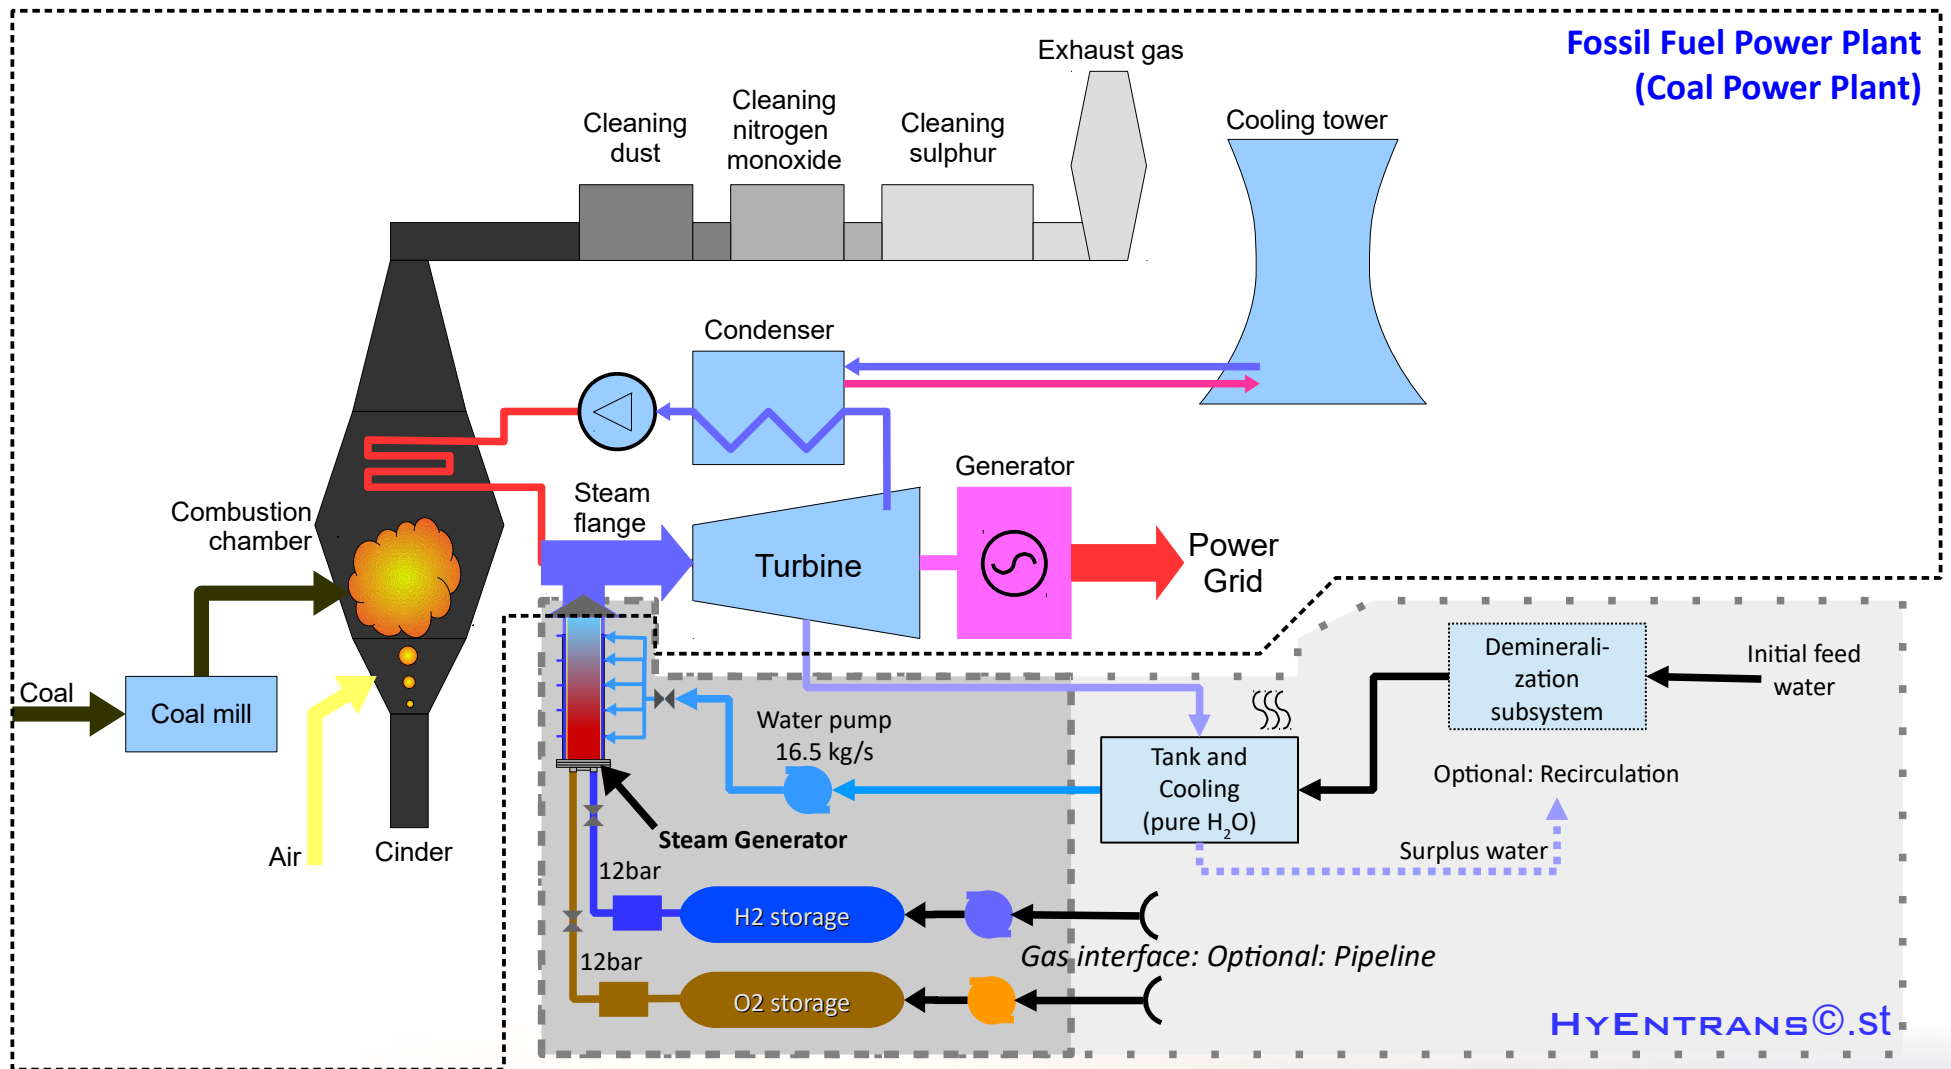 Fossil Fuel Power Plant
(Coal Power Plant)
Exhaust gas
Cleaning
dust
Cleaning
nitrogen
monoxide
Cleaning
sulphur
Cooling tower
Condenser
Combustion
chamber
Steam
flange
Turbine
Generator
Power
Grid
Coal
Coal mill
Air
Cinder
Water pump
16.5 kg/s
Steam Generator
Deminerali-
zation
subsystem
Initial feed
water
Tank and
Cooling
(pure H₂O)
Optional: Recirculation
Surplus water
12bar
H2 storage
Gas interface: Optional: Pipeline
12bar
O2 storage
HYENTRANS©.st